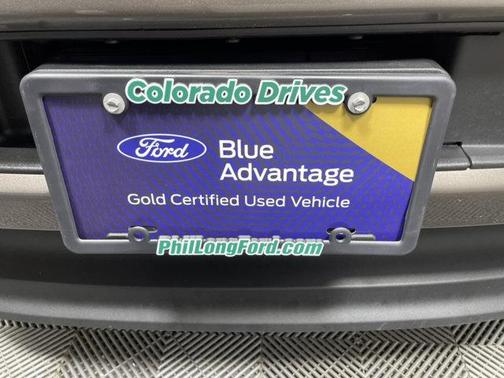 Colorado Drives
Ford
Blue
Advantage
Gold Certified Used Vehicle
PhilLongFord.com